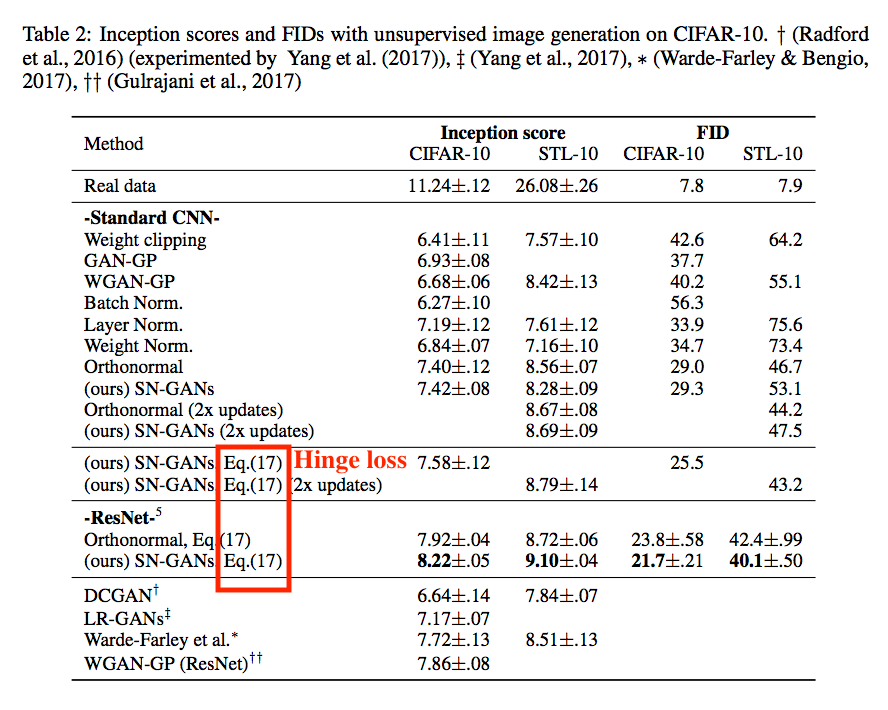 Table 2: Inception scores and FIDs with unsupervised image generation on CIFAR-10. † (Radford
et al., 2016) (experimented by Yang et al. (2017)), ‡ (Yang et al., 2017), ∗ (Warde-Farley & Bengio,
2017), †† (Gulrajani et al., 2017)
Method Inception score FID
CIFAR-10 STL-10 CIFAR-10 STL-10
Real data 11.24±.12 26.08±.26 7.8 7.9
-Standard CNN-
Weight clipping 6.41±.11 7.57±.10 42.6 64.2
GAN-GP 6.93±.08 37.7
WGAN-GP 6.68±.06 8.42±.13 40.2 55.1
Batch Norm. 6.27±.10 56.3
Layer Norm. 7.19±.12 7.61±.12 33.9 75.6
Weight Norm. 6.84±.07 7.16±.10 34.7 73.4
Orthonormal 7.40±.12 8.56±.07 29.0 46.7
(ours) SN-GANs 7.42±.08 8.28±.09 29.3 53.1
Orthonormal (2x updates) 8.67±.08 44.2
(ours) SN-GANs (2x updates) 8.69±.09 47.5
(ours) SN-GANs Eq.(17) Hinge loss 7.58±.12 25.5
(ours) SN-GANs Eq.(17) (2x updates) 8.79±.14 43.2
-ResNet-5
Orthonormal, Eq.(17) 7.92±.04 8.72±.06 23.8±.58 42.4±.99
(ours) SN-GANs Eq.(17) 8.22±.05 9.10±.04 21.7±.21 40.1±.50
DCGAN† 6.64±.14 7.84±.07
LR-GANs‡ 7.17±.07
Warde-Farley et al.* 7.72±.13 8.51±.13
WGAN-GP (ResNet)†† 7.86±.08